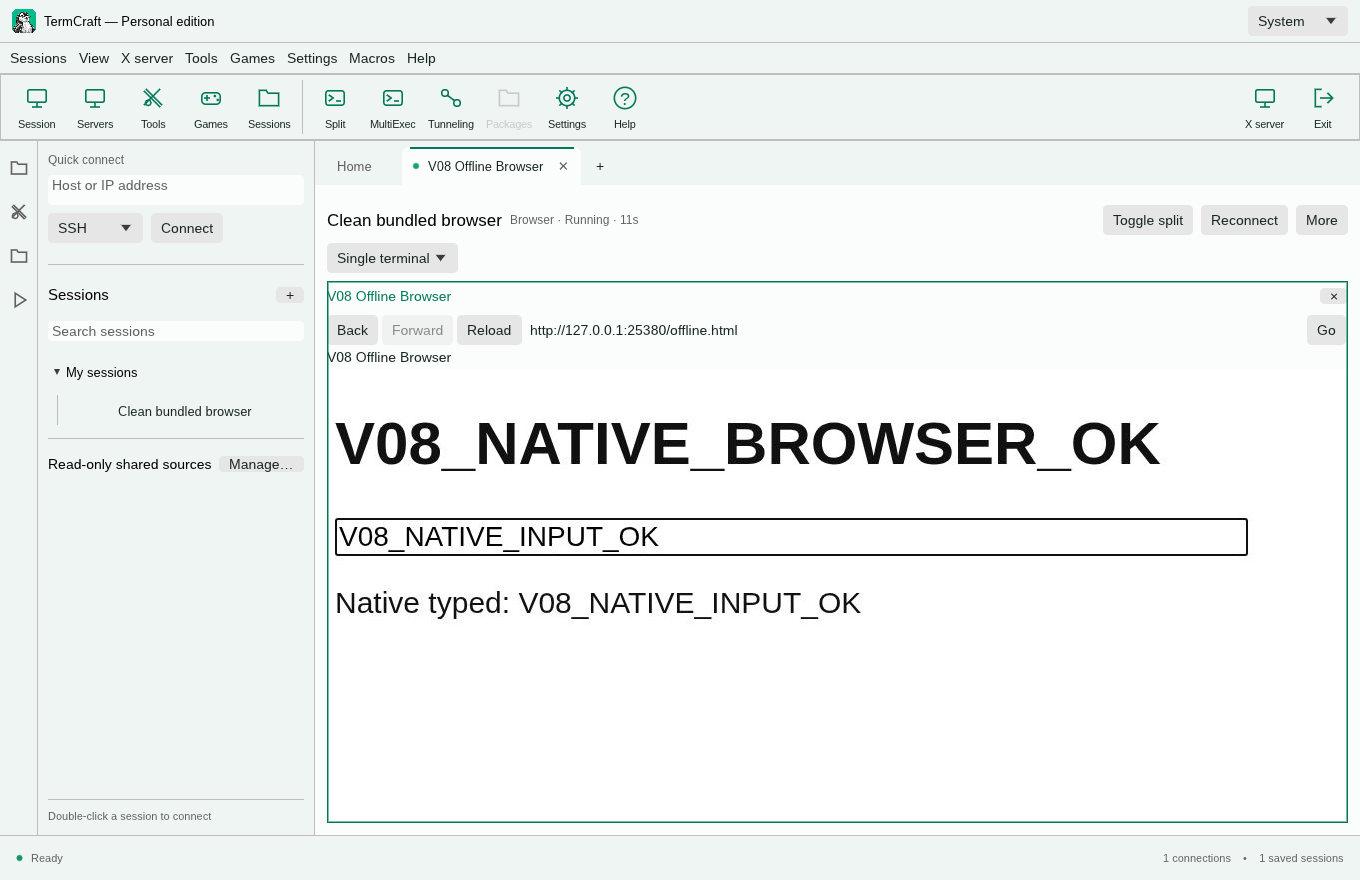 TermCraft — Personal edition
System
Sessions View X server Tools Games Settings Macros Help
Session Servers Tools Games Sessions Split MultiExec Tunneling Packages Settings Help X server Exit
Quick connect
Host or IP address
SSH Connect
Sessions +
Search sessions
My sessions
Clean bundled browser
Read-only shared sources Manage…
Double-click a session to connect
Home V08 Offline Browser × +
Clean bundled browser Browser · Running · 11s Toggle split Reconnect More
Single terminal
V08 Offline Browser ×
Back Forward Reload http://127.0.0.1:25380/offline.html Go
V08 Offline Browser
V08_NATIVE_BROWSER_OK
V08_NATIVE_INPUT_OK
Native typed: V08_NATIVE_INPUT_OK
Ready 1 connections • 1 saved sessions